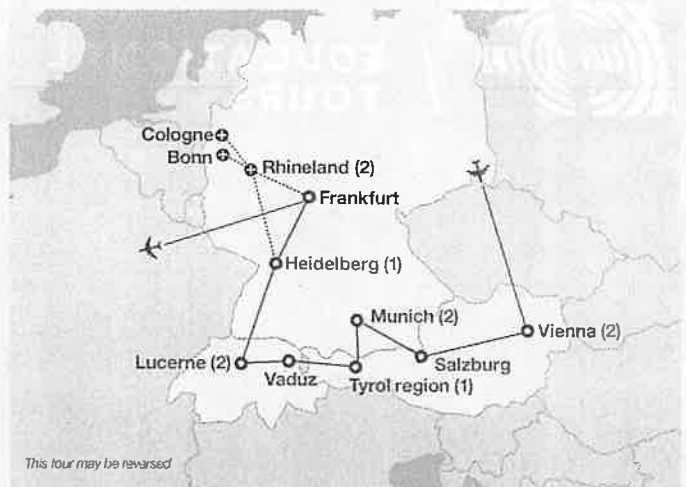 Cologne
Bonn
Rhineland (2)
Frankfurt
Heidelberg (1)
Munich (2)
Vienna (2)
Lucerne (2)
Vaduz
Tyrol region (1)
Salzburg
This tour may be reversed